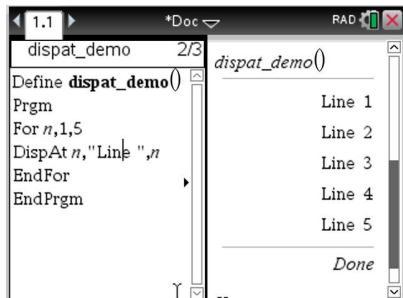 1.1 *Doc RAD
dispat_demo 2/3
Define dispat_demo()
Prgm
For n,1,5
DispAt n,"Line ",n
EndFor
EndPrgm
dispat_demo()
Line 1
Line 2
Line 3
Line 4
Line 5
Done